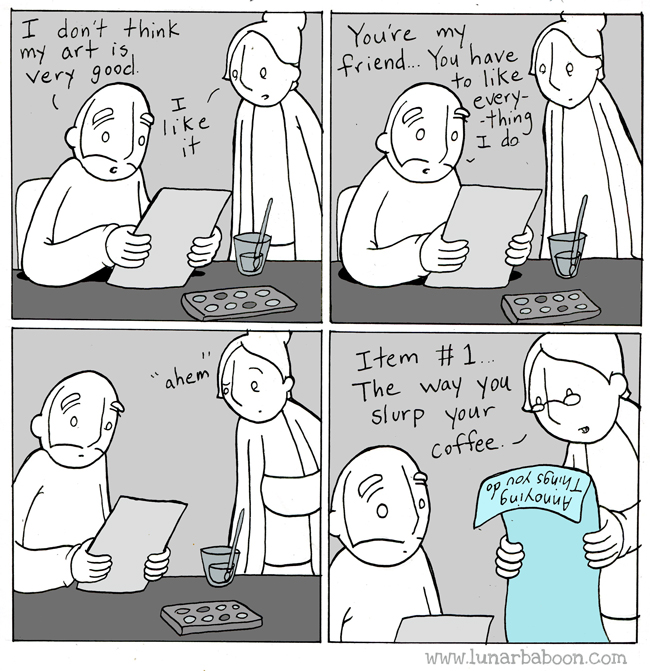 I don't think
my art is
very good.
I
like
it
You're my
friend... You have
to like
every-
-thing
I do
"ahem"
Item #1...
The way you
slurp your
coffee.
Annoying
Things you do
www.lunarbaboon.com